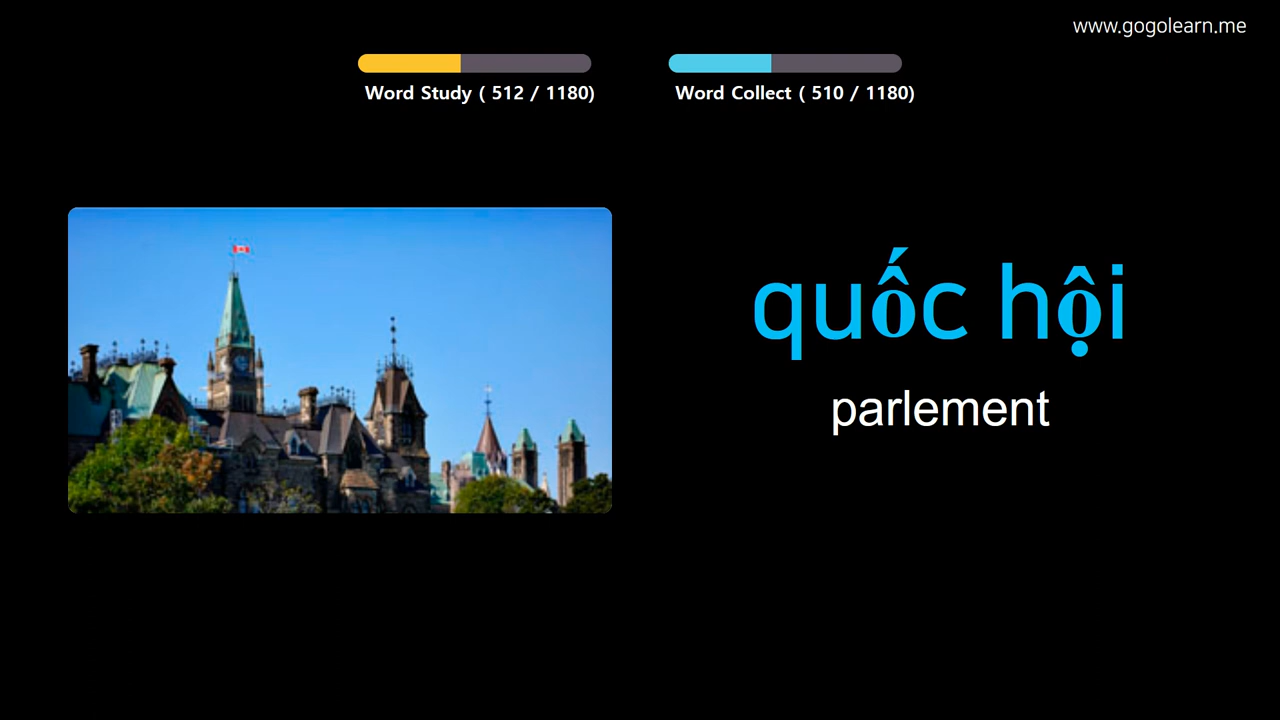 www.gogolearn.me
Word Study ( 512 / 1180)
Word Collect ( 510 / 1180)
quốc hội
parlement